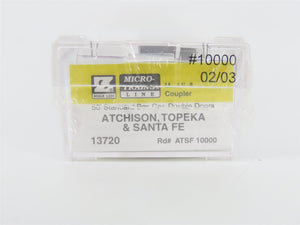 #10000
02/03
MICRO-
TRAINS
LINE
Coupler
50' Standard Box Car, Double Doors
ATCHISON, TOPEKA
& SANTA FE
13720 Rd# ATSF 10000